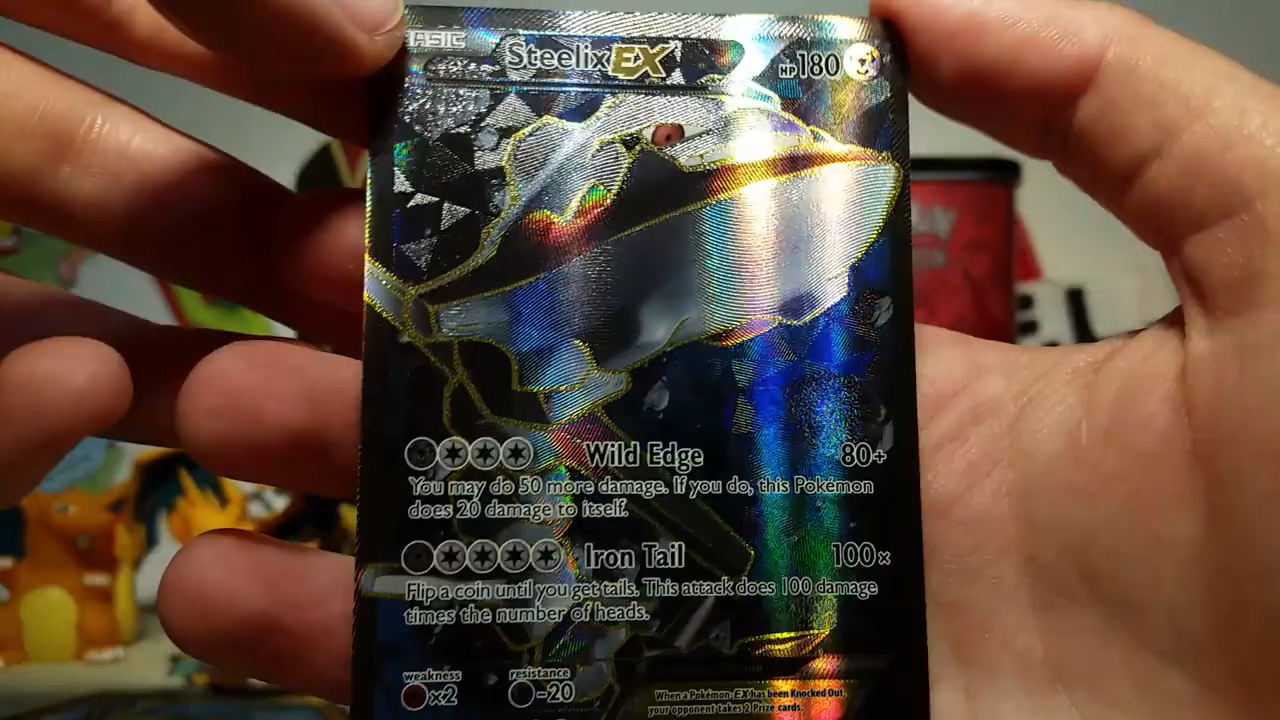 BASIC
Steelix EX
HP180
Wild Edge 80+
You may do 50 more damage. If you do, this Pokémon
does 20 damage to itself.
Iron Tail 100×
Flip a coin until you get tails. This attack does 100 damage
times the number of heads.
weakness
×2
resistance
-20
When a Pokémon-EX has been Knocked Out,
your opponent takes 2 Prize cards.